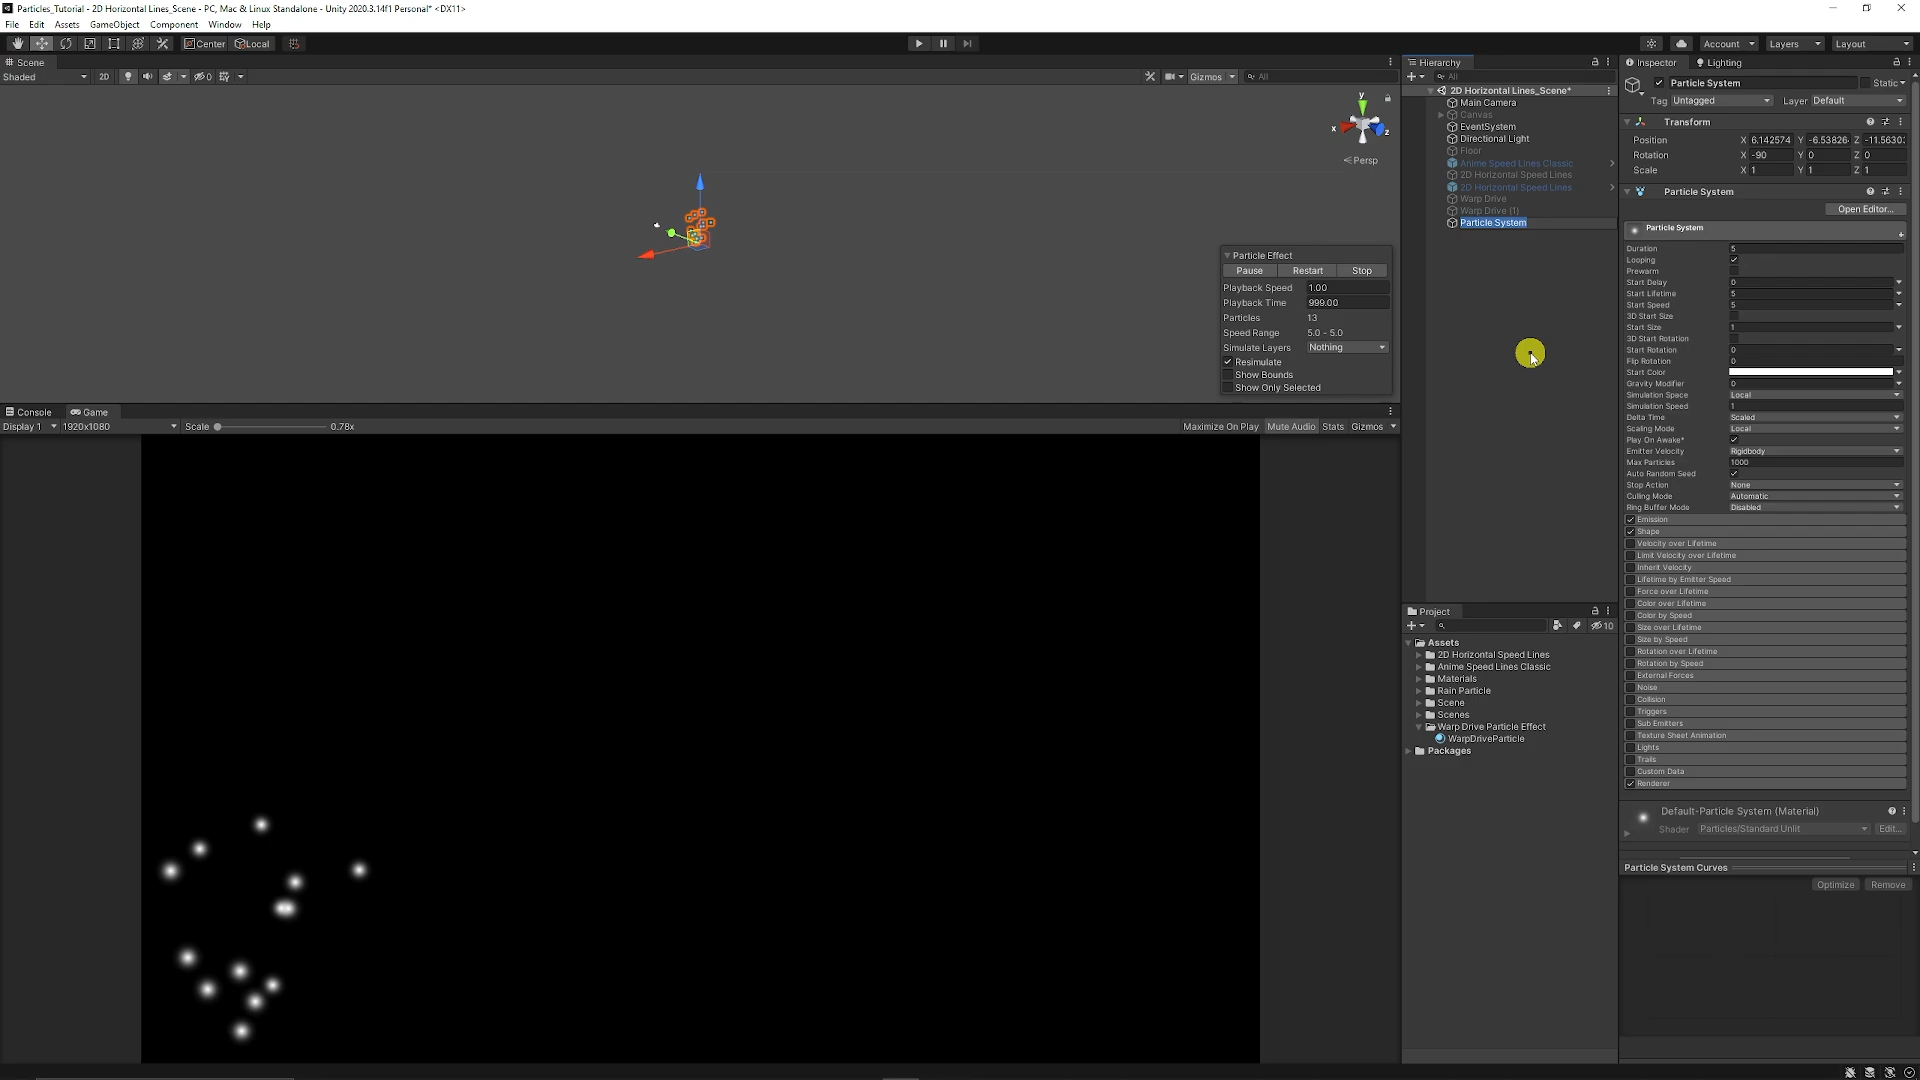 Particles_Tutorial - 2D Horizontal Lines_Scene - PC, Mac & Linux Standalone - Unity 2020.3.14f1 Personal* <DX11>
File Edit Assets GameObject Component Window Help
Center Local Account Layers Layout
Scene
Shaded 2D 0 Gizmos All
y
x z
Persp
Particle Effect
Pause Restart Stop
Playback Speed 1.00
Playback Time 999.00
Particles 13
Speed Range 5.0 - 5.0
Simulate Layers Nothing
Resimulate
Show Bounds
Show Only Selected
Console Game
Display 1 1920x1080 Scale 0.78x Maximize On Play Mute Audio Stats Gizmos
Hierarchy
All
2D Horizontal Lines_Scene*
Main Camera
Canvas
EventSystem
Directional Light
Floor
Anime Speed Lines Classic
2D Horizontal Speed Lines
2D Horizontal Speed Lines
Warp Drive
Warp Drive (1)
Particle System
Project
10
Assets
2D Horizontal Speed Lines
Anime Speed Lines Classic
Materials
Rain Particle
Scene
Scenes
Warp Drive Particle Effect
WarpDriveParticle
Packages
Inspector Lighting
Particle System Static
Tag Untagged Layer Default
Transform
Position X 6.142574 Y -6.53826 Z -11.5630
Rotation X -90 Y 0 Z 0
Scale X 1 Y 1 Z 1
Particle System
Open Editor...
Particle System
Duration 5
Looping
Prewarm
Start Delay 0
Start Lifetime 5
Start Speed 5
3D Start Size
Start Size 1
3D Start Rotation
Start Rotation 0
Flip Rotation 0
Start Color
Gravity Modifier 0
Simulation Space Local
Simulation Speed 1
Delta Time Scaled
Scaling Mode Local
Play On Awake*
Emitter Velocity Rigidbody
Max Particles 1000
Auto Random Seed
Stop Action None
Culling Mode Automatic
Ring Buffer Mode Disabled
Emission
Shape
Velocity over Lifetime
Limit Velocity over Lifetime
Inherit Velocity
Lifetime by Emitter Speed
Force over Lifetime
Color over Lifetime
Color by Speed
Size over Lifetime
Size by Speed
Rotation over Lifetime
Rotation by Speed
External Forces
Noise
Collision
Triggers
Sub Emitters
Texture Sheet Animation
Lights
Trails
Custom Data
Renderer
Default-Particle System (Material)
Shader Particles/Standard Unlit Edit...
Particle System Curves
Optimize Remove